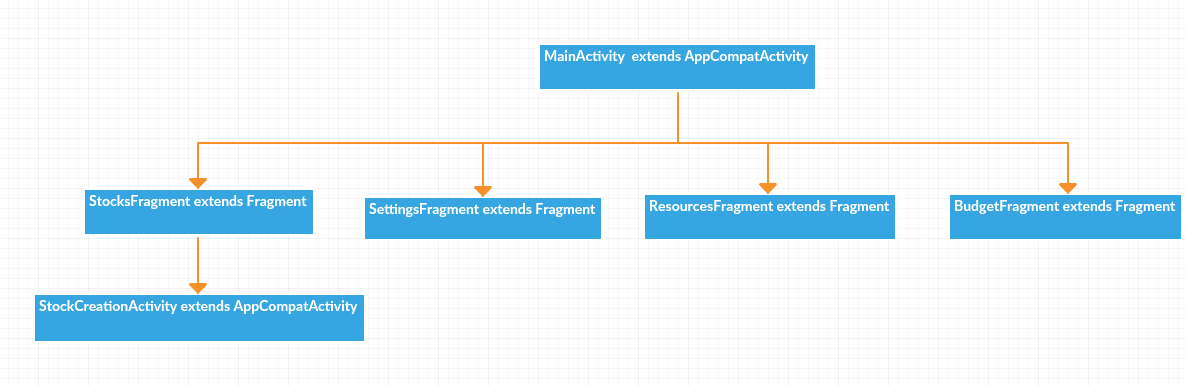 MainActivity  extends AppCompatActivity
StocksFragment extends Fragment
SettingsFragment extends Fragment
ResourcesFragment extends Fragment
BudgetFragment extends Fragment
StockCreationActivity extends AppCompatActivity